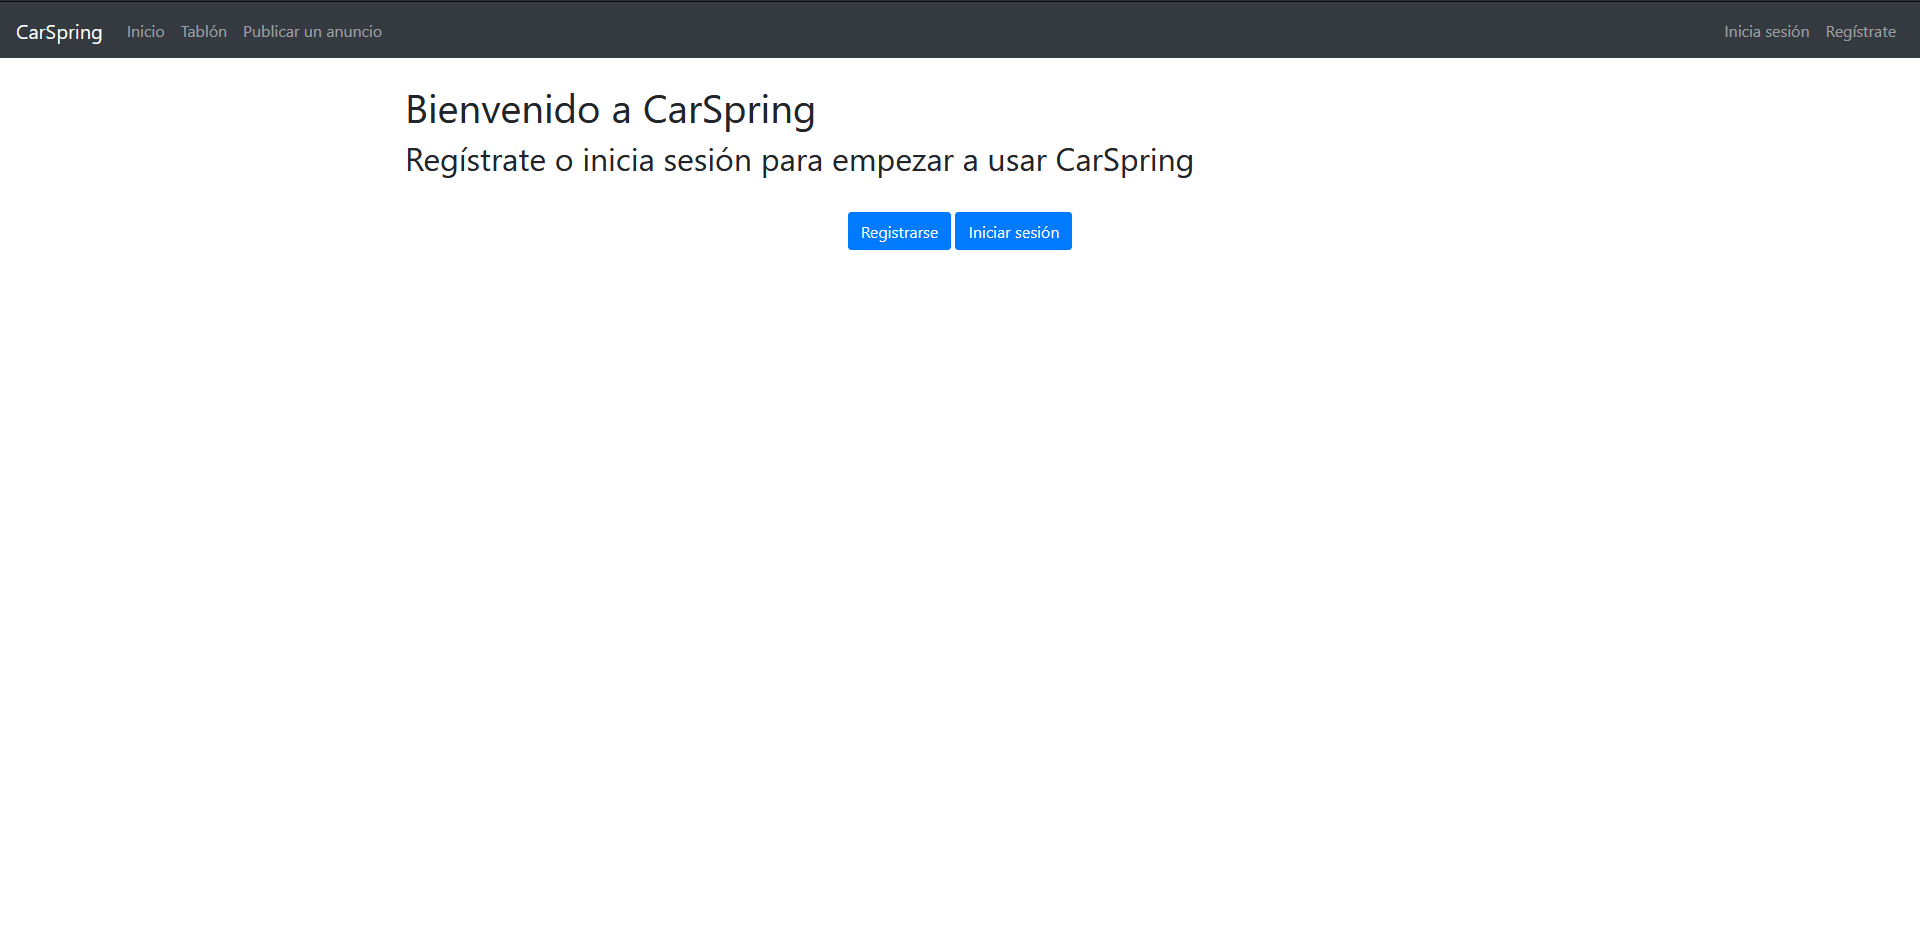 CarSpring Inicio Tablón Publicar un anuncio Inicia sesión Regístrate
Bienvenido a CarSpring
Regístrate o inicia sesión para empezar a usar CarSpring
Registrarse Iniciar sesión